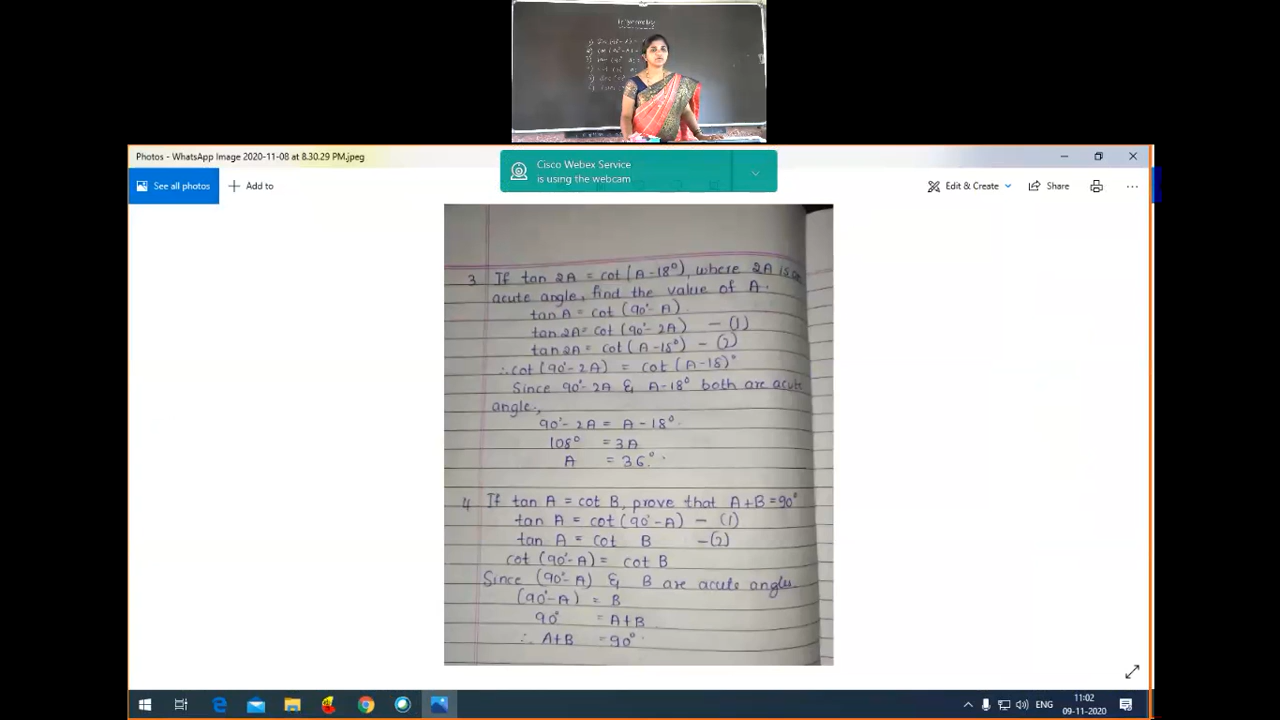 Trigonometry
Photos - WhatsApp Image 2020-11-08 at 8.30.29 PM.jpeg
Cisco Webex Service
is using the webcam
See all photos
Add to
Edit & Create
Share
3 If tan 2A = cot (A-18°), where 2A is an
acute angle, find the value of A.
tan A = cot (90°- A)
tan 2A = cot (90°- 2A) - (1)
tan 2A = cot (A-18°) - (2)
∴ cot (90°- 2A) = cot (A-18)°
Since 90°- 2A & A-18° both are acute
angle,
90°- 2A = A - 18°
108° = 3A
A = 36°.
4 If tan A = cot B, prove that A+B = 90°
tan A = cot (90°-A) - (1)
tan A = cot B -(2)
cot (90°-A) = cot B
Since (90°-A) & B are acute angles
(90°-A) = B
90° = A+B
∴ A+B = 90°.
ENG
11:02
09-11-2020